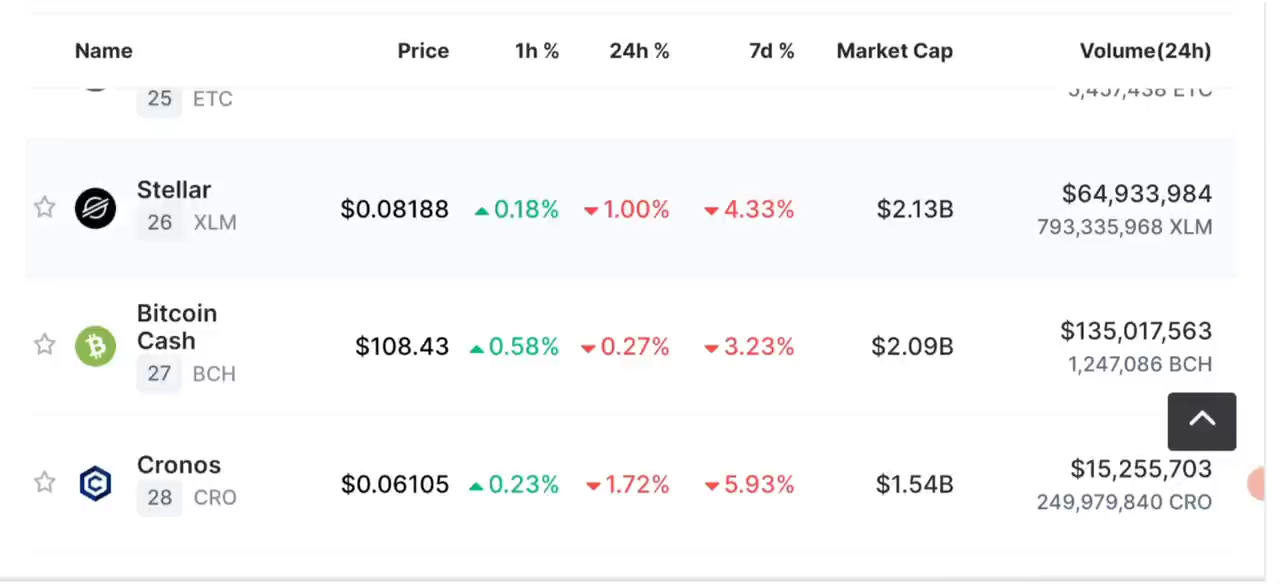 Name Price 1h % 24h % 7d % Market Cap Volume(24h)
25 ETC
Stellar
26 XLM
$0.08188 0.18% 1.00% 4.33% $2.13B
$64,933,984
793,335,968 XLM
Bitcoin
Cash
27 BCH
$108.43 0.58% 0.27% 3.23% $2.09B
$135,017,563
1,247,086 BCH
Cronos
28 CRO
$0.06105 0.23% 1.72% 5.93% $1.54B
$15,255,703
249,979,840 CRO